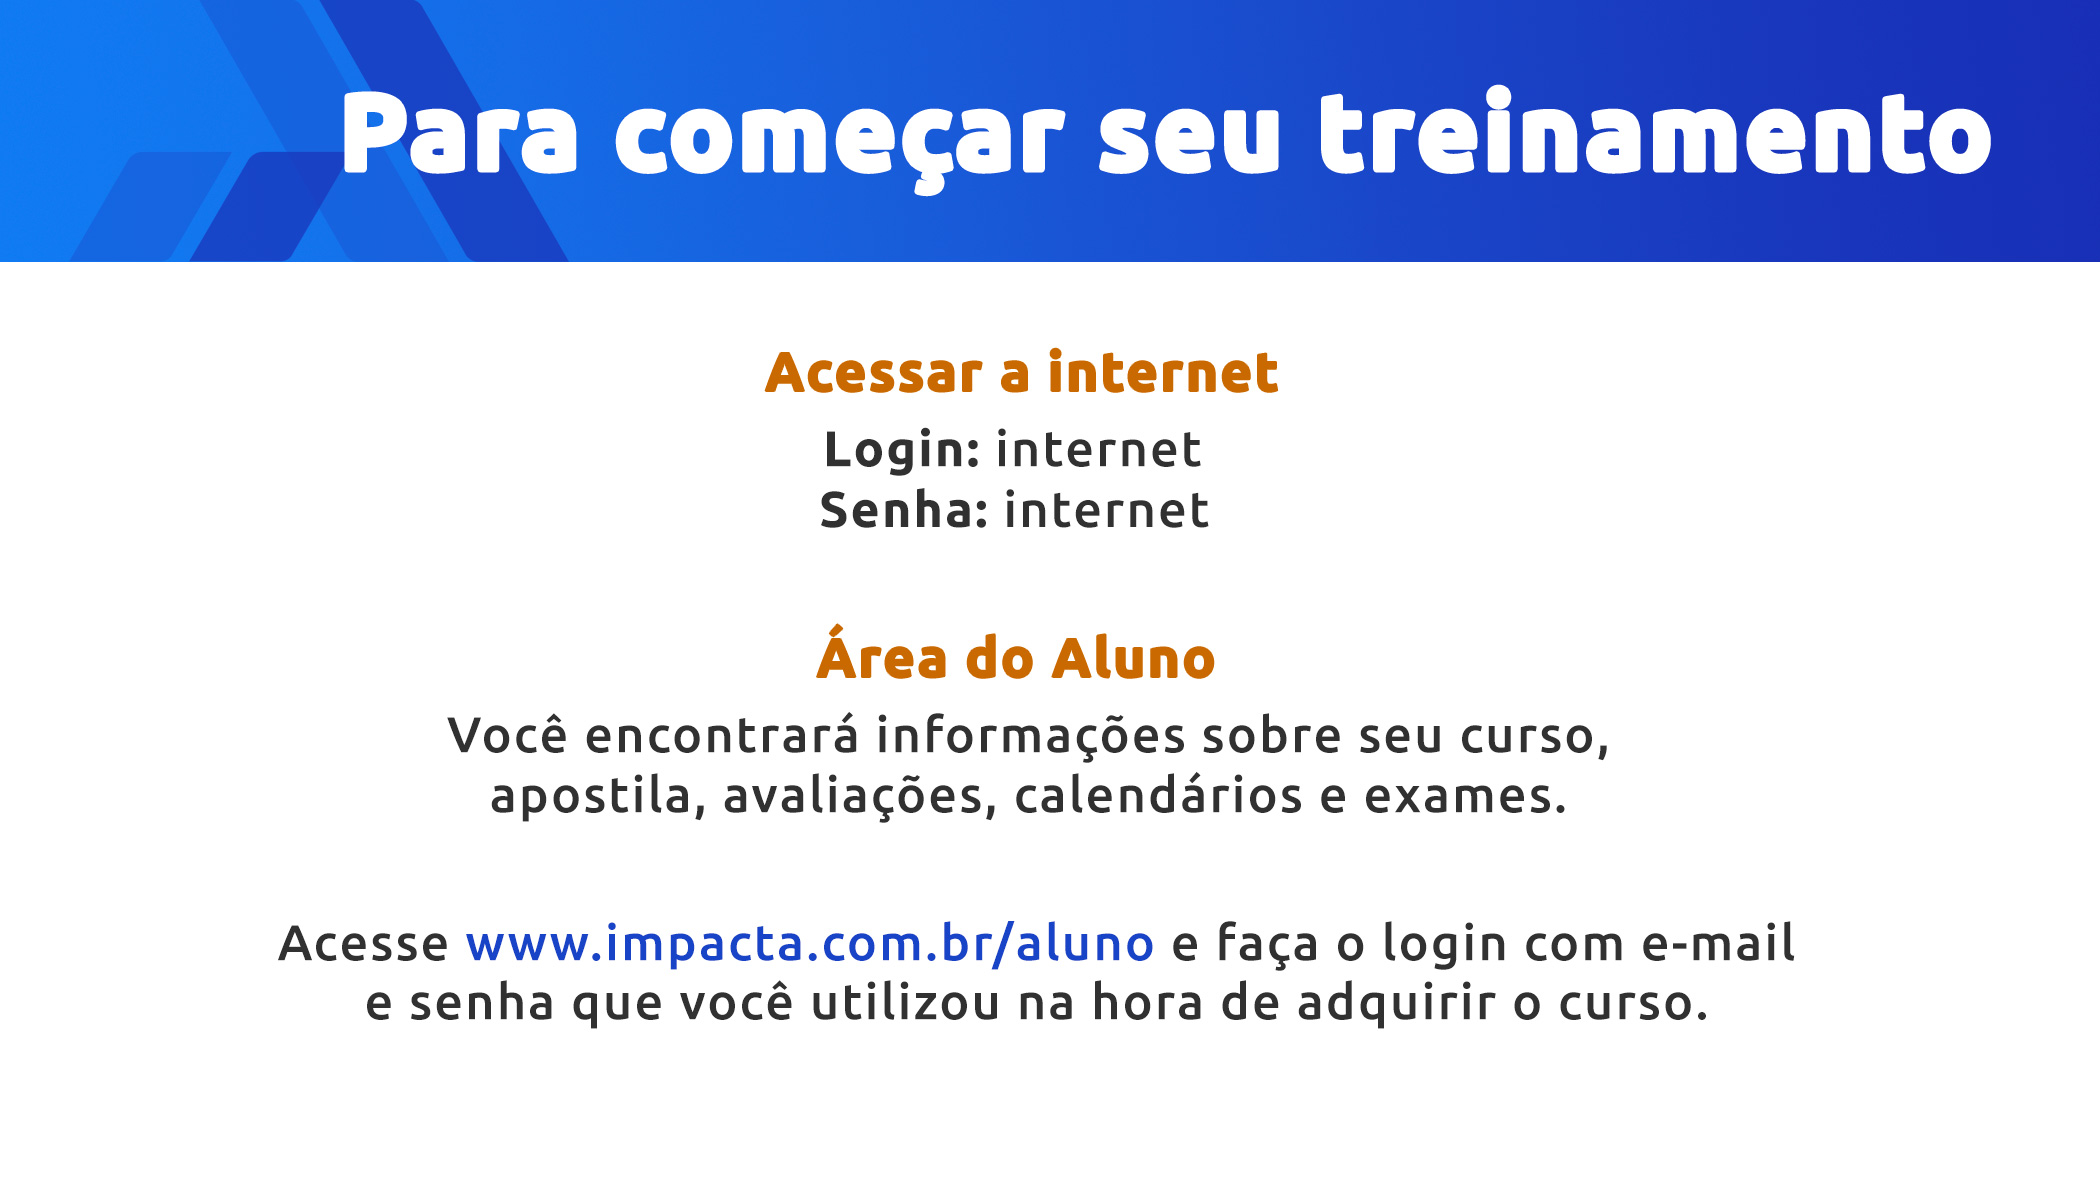 Para começar seu treinamento
Acessar a internet
Login: internet
Senha: internet
Área do Aluno
Você encontrará informações sobre seu curso,
apostila, avaliações, calendários e exames.
Acesse www.impacta.com.br/aluno e faça o login com e-mail
e senha que você utilizou na hora de adquirir o curso.